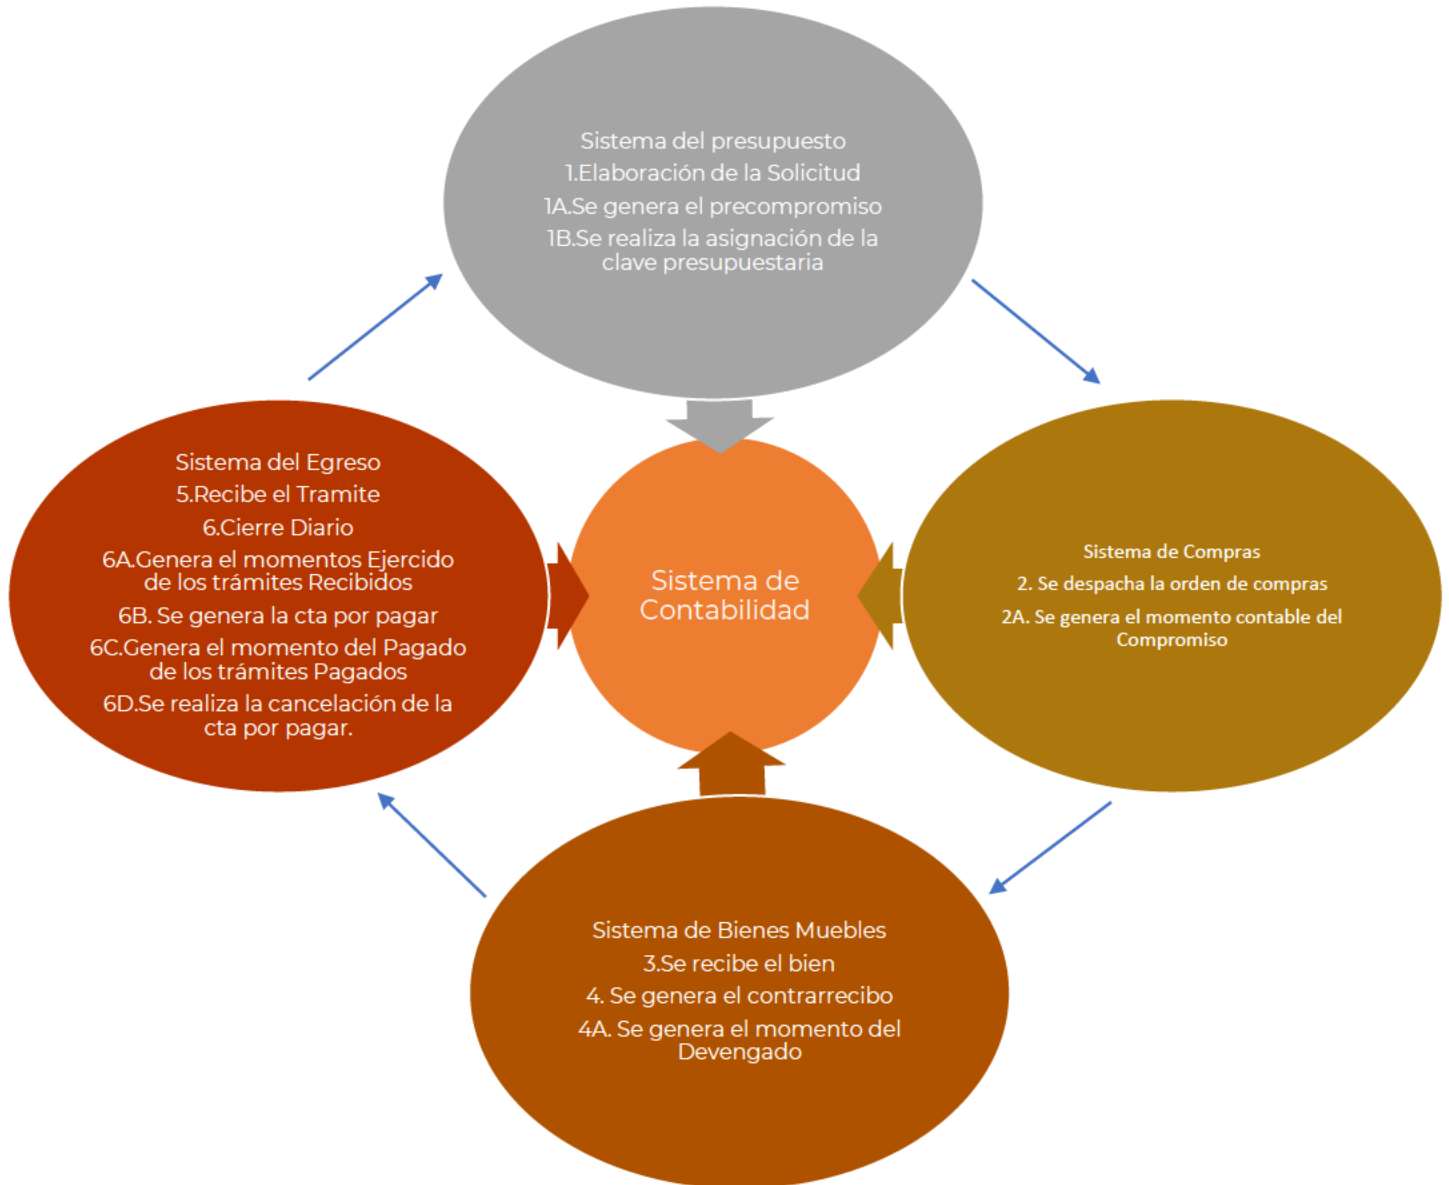 Sistema del presupuesto
1.Elaboración de la Solicitud
1A.Se genera el precompromiso
1B.Se realiza la asignación de la
clave presupuestaria
Sistema del Egreso
5.Recibe el Tramite
6.Cierre Diario
6A.Genera el momentos Ejercido
de los trámites Recibidos
6B. Se genera la cta por pagar
6C.Genera el momento del Pagado
de los trámites Pagados
6D.Se realiza la cancelación de la
cta por pagar.
Sistema de
Contabilidad
Sistema de Compras
2. Se despacha la orden de compras
2A. Se genera el momento contable del
Compromiso
Sistema de Bienes Muebles
3.Se recibe el bien
4. Se genera el contrarrecibo
4A. Se genera el momento del
Devengado